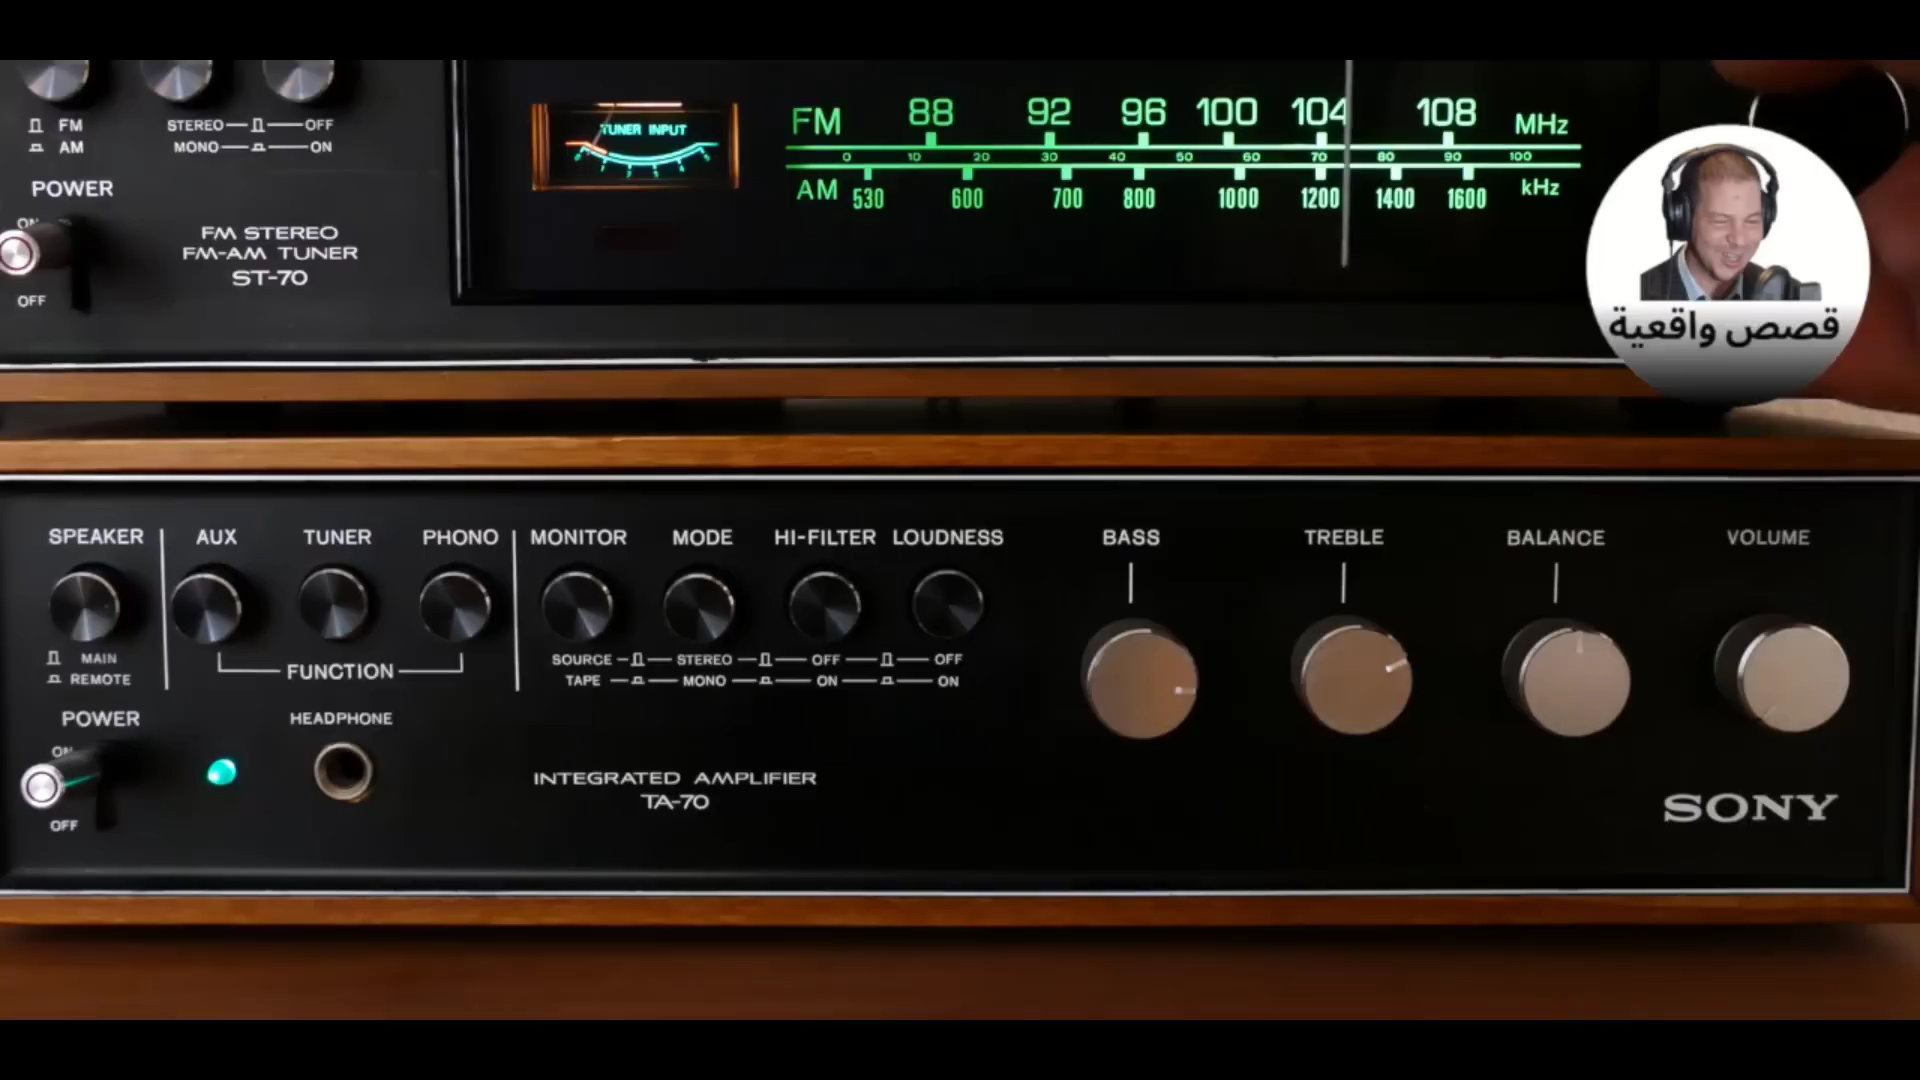 FM 88 92 96 100 104 108 MHz
0 10 20 30 40 50 60 70 80 90 100
AM 530 600 700 800 1000 1200 1400 1600 kHz
TUNER INPUT
FM
AM
STEREO OFF
MONO ON
POWER
ON
OFF
FM STEREO
FM-AM TUNER
ST-70
قصص واقعية
SPEAKER AUX TUNER PHONO MONITOR MODE HI-FILTER LOUDNESS BASS TREBLE BALANCE VOLUME
MAIN
REMOTE
FUNCTION
SOURCE STEREO OFF OFF
TAPE MONO ON ON
POWER
ON
OFF
HEADPHONE
INTEGRATED AMPLIFIER
TA-70
SONY